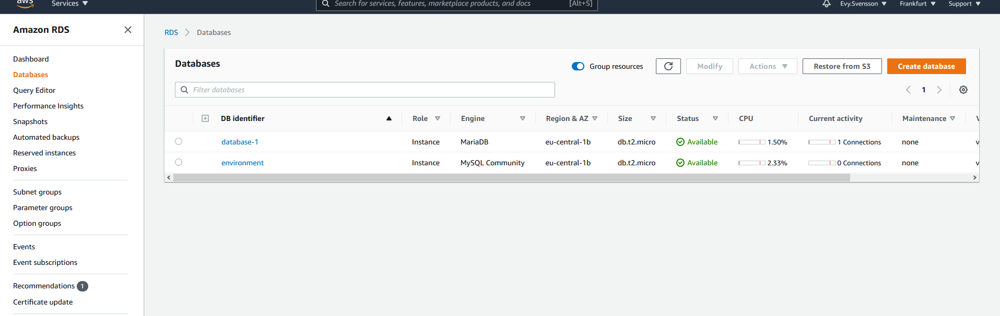 aws
Services
Search for services, features, marketplace products, and docs
[Alt+S]
Evy.Svensson
Frankfurt
Support
Amazon RDS
Dashboard
Databases
Query Editor
Performance Insights
Snapshots
Automated backups
Reserved instances
Proxies
Subnet groups
Parameter groups
Option groups
Events
Event subscriptions
Recommendations 1
Certificate update
RDS Databases
Databases
Group resources
Modify
Actions
Restore from S3
Create database
Filter databases
1
DB identifier Role Engine Region & AZ Size Status CPU Current activity Maintenance
database-1 Instance MariaDB eu-central-1b db.t2.micro Available 1.50% 1 Connections none
environment Instance MySQL Community eu-central-1b db.t2.micro Available 2.33% 0 Connections none